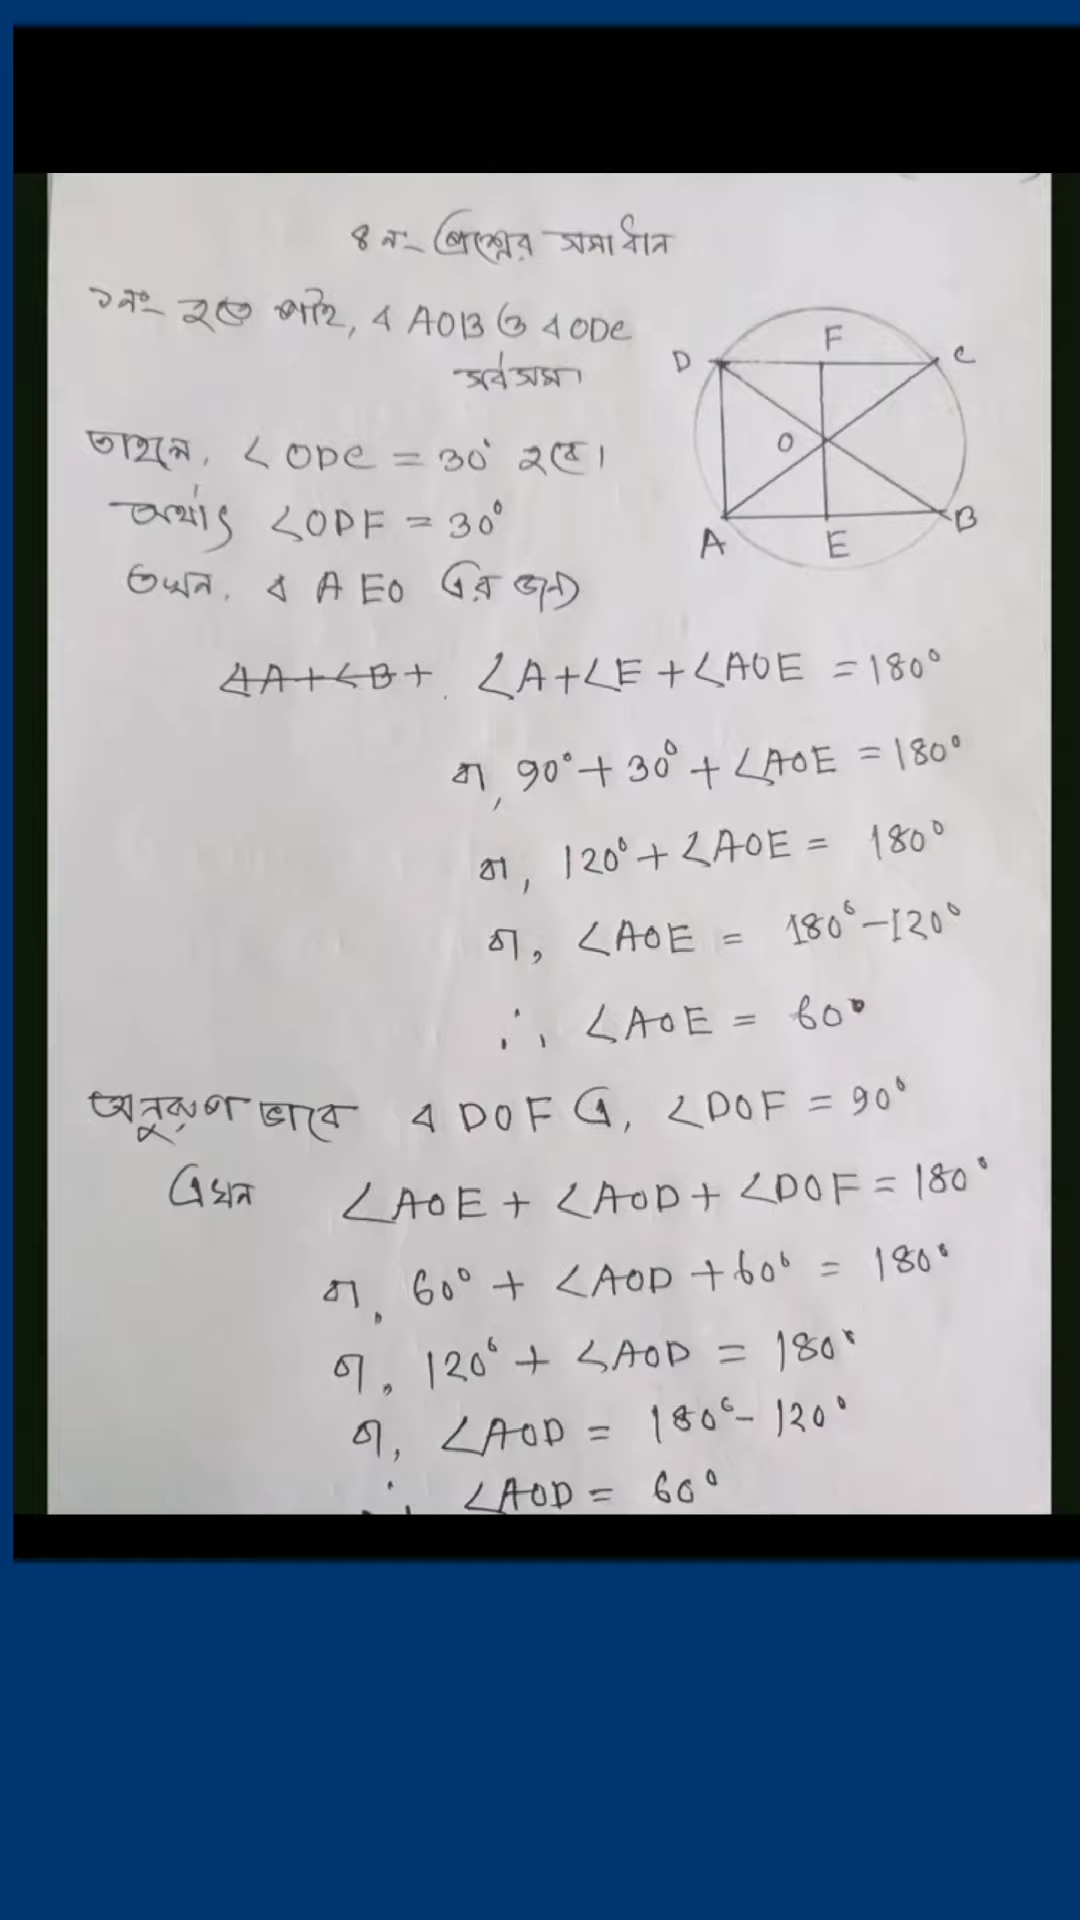 ৪ নং প্রশ্নের সমাধান
১নং হতে পাই, Δ AOB ও Δ ODC
সর্বসম।
D F C
O
A E B
তাহলে, ∠ODC = 30° হবে।
অর্থাৎ ∠ODF = 30°
তখন, Δ AEO এর জন্য
∠A+∠B+ ∠A+∠E+∠AOE = 180°
বা, 90°+30°+∠AOE = 180°
বা, 120°+∠AOE = 180°
বা, ∠AOE = 180°-120°
∴ ∠AOE = 60°
অনুরূপ ভাবে Δ DOF এ, ∠DOF = 90°
এখন ∠AOE + ∠AOD + ∠DOF = 180°
বা, 60° + ∠AOD + 60° = 180°
বা, 120° + ∠AOD = 180°
বা, ∠AOD = 180° - 120°
∴ ∠AOD = 60°